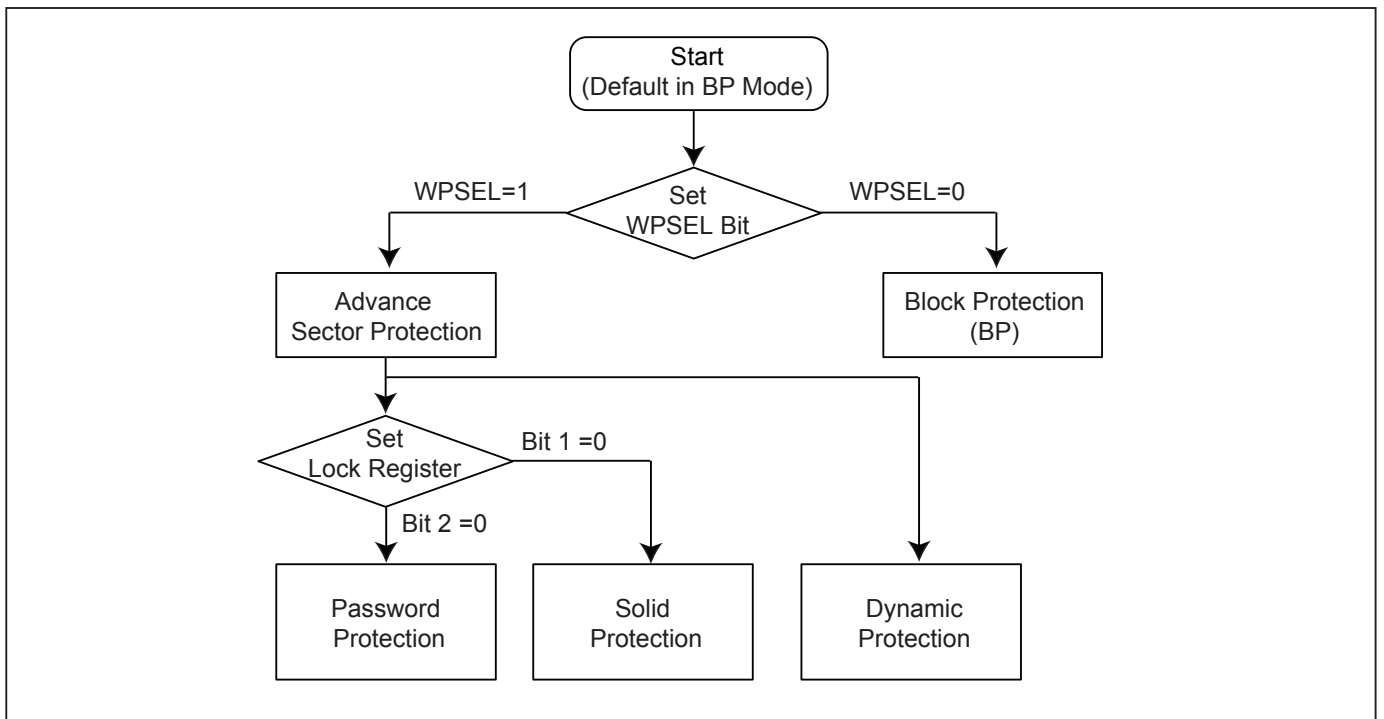 Start
(Default in BP Mode)
WPSEL=1
Set
WPSEL Bit
WPSEL=0
Advance
Sector Protection
Block Protection
(BP)
Set
Lock Register
Bit 1 =0
Bit 2 =0
Password
Protection
Solid
Protection
Dynamic
Protection